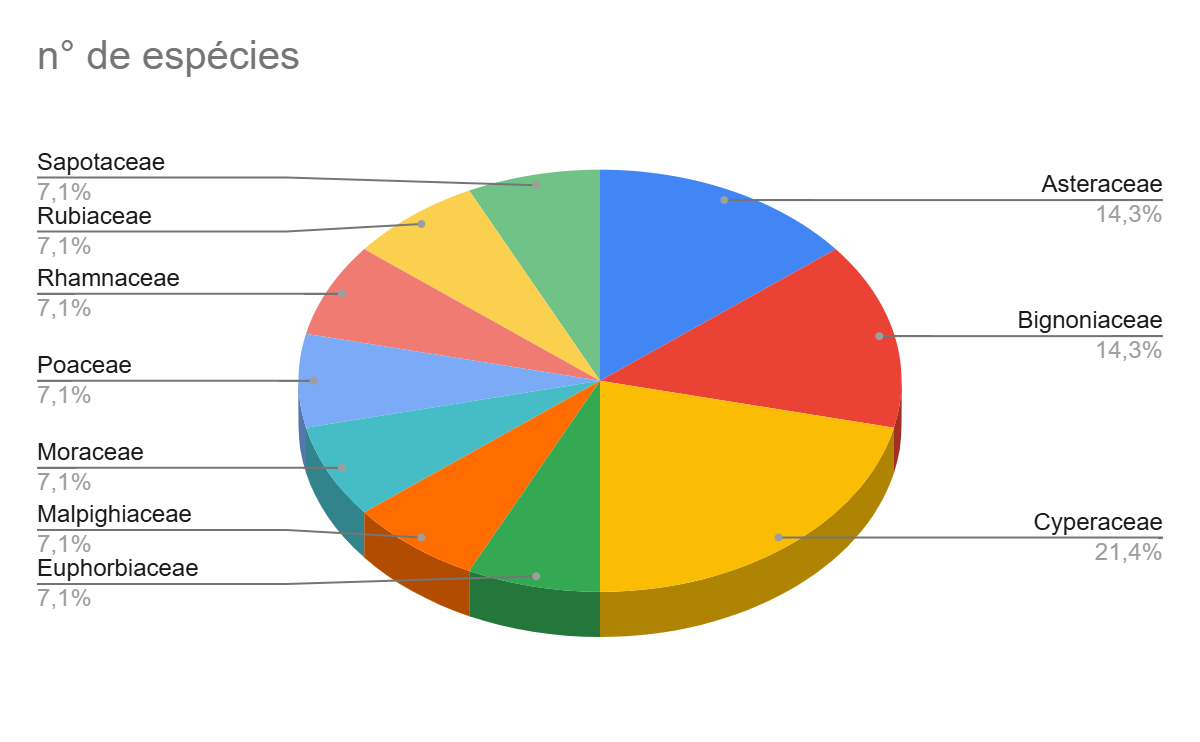 n° de espécies
Sapotaceae
7,1%
Rubiaceae
7,1%
Rhamnaceae
7,1%
Poaceae
7,1%
Moraceae
7,1%
Malpighiaceae
7,1%
Euphorbiaceae
7,1%
Asteraceae
14,3%
Bignoniaceae
14,3%
Cyperaceae
21,4%